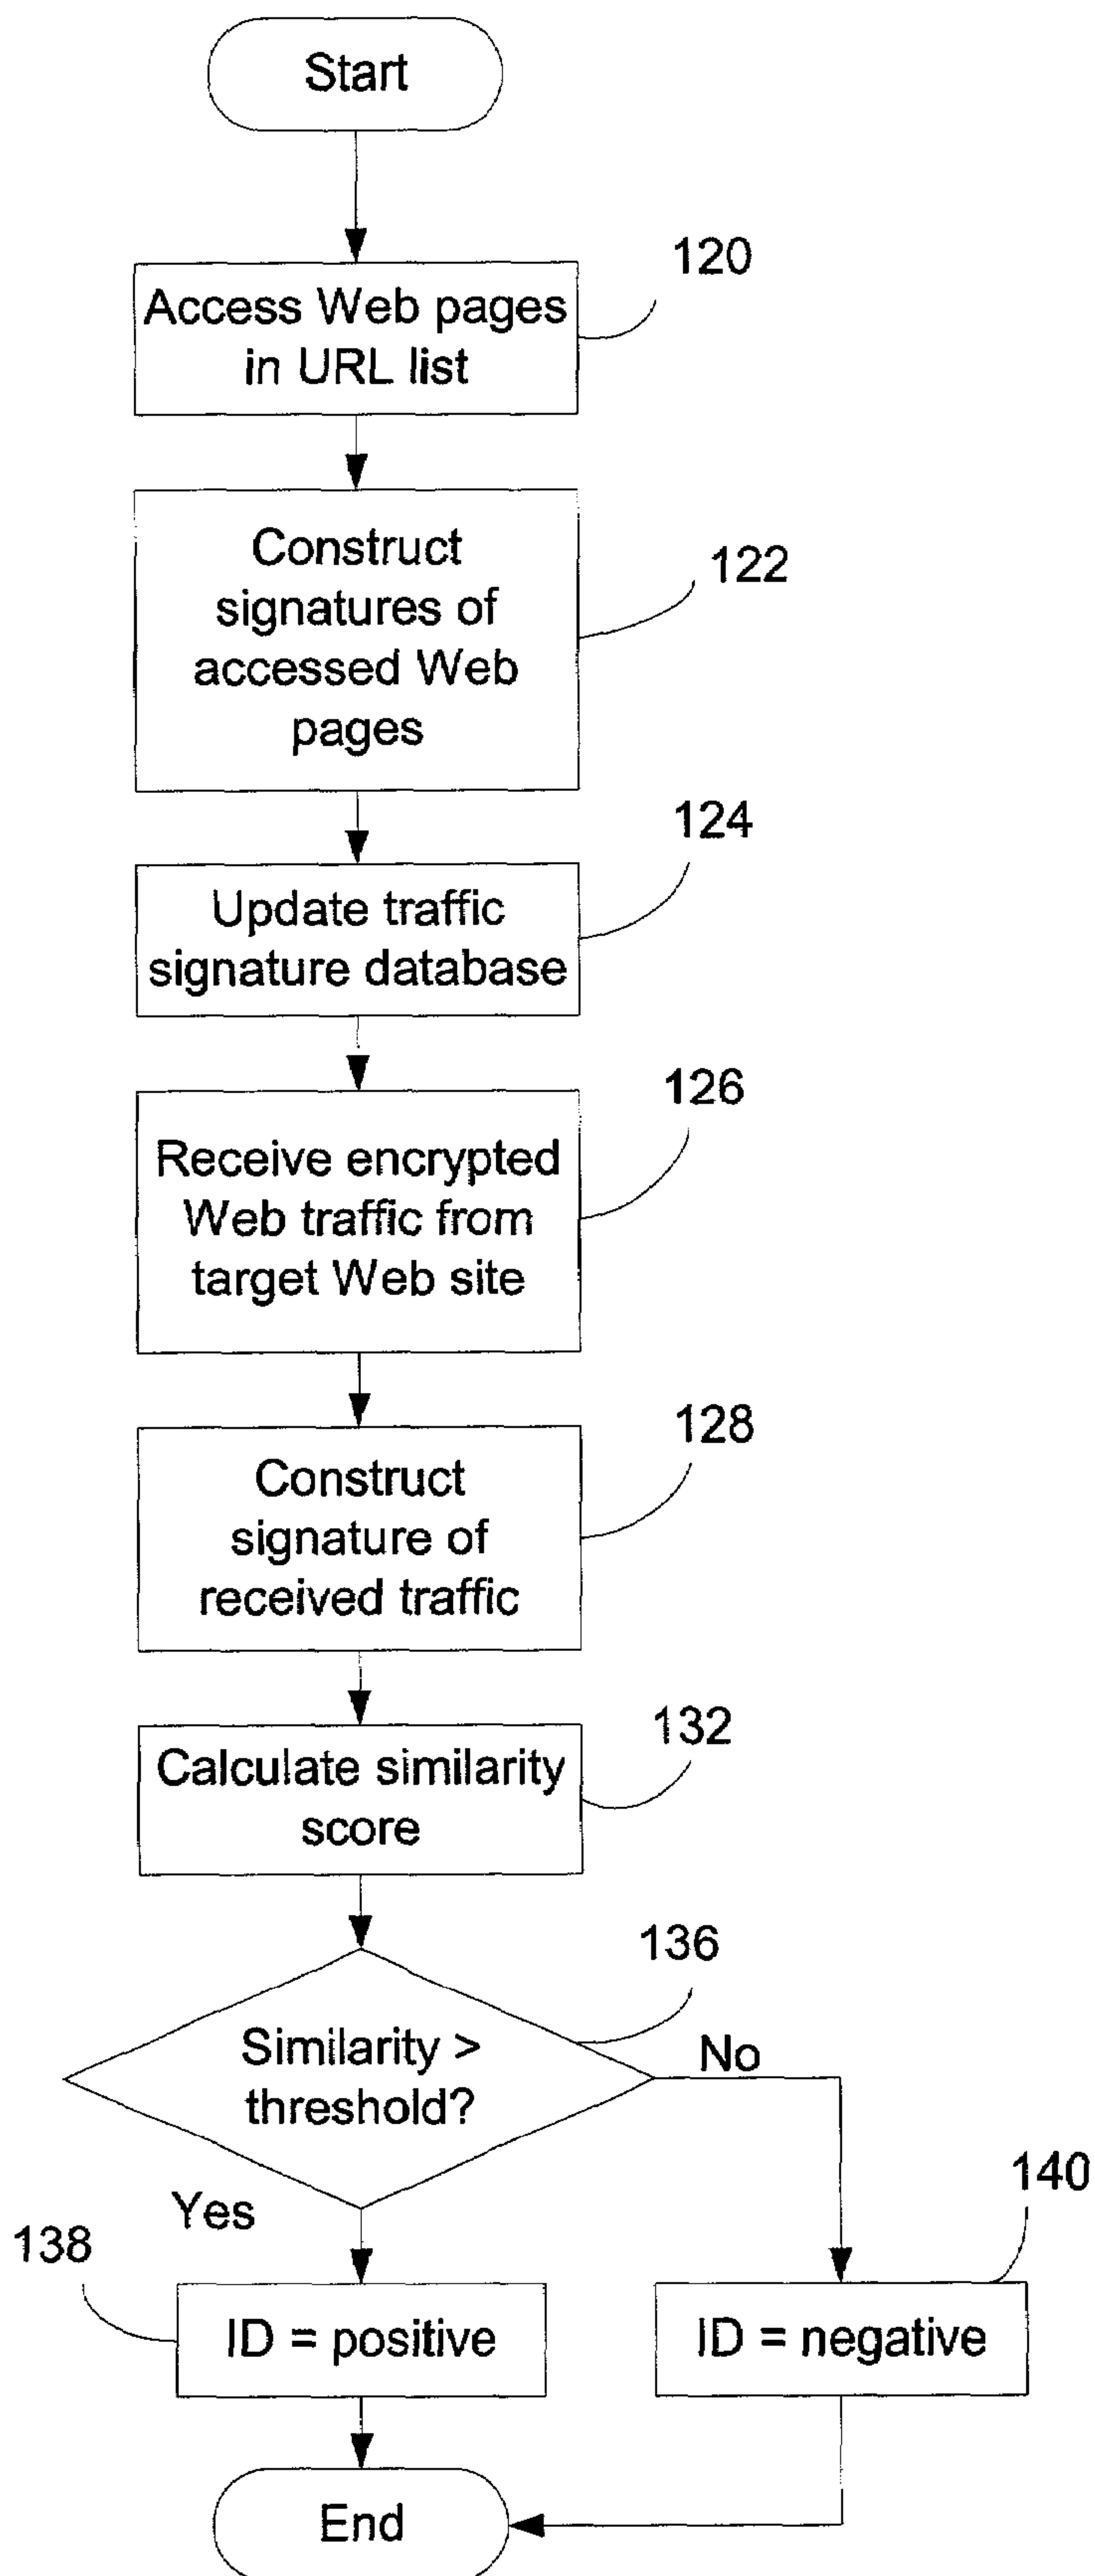 Start
120
Access Web pages
in URL list
122
Construct
signatures of
accessed Web
pages
124
Update traffic
signature database
126
Receive encrypted
Web traffic from
target Web site
128
Construct
signature of
received traffic
132
Calculate similarity
score
136
Similarity >
threshold?
No
Yes
138
140
ID = positive
ID = negative
End